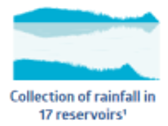 Collection of rainfall in
17 reservoirs¹